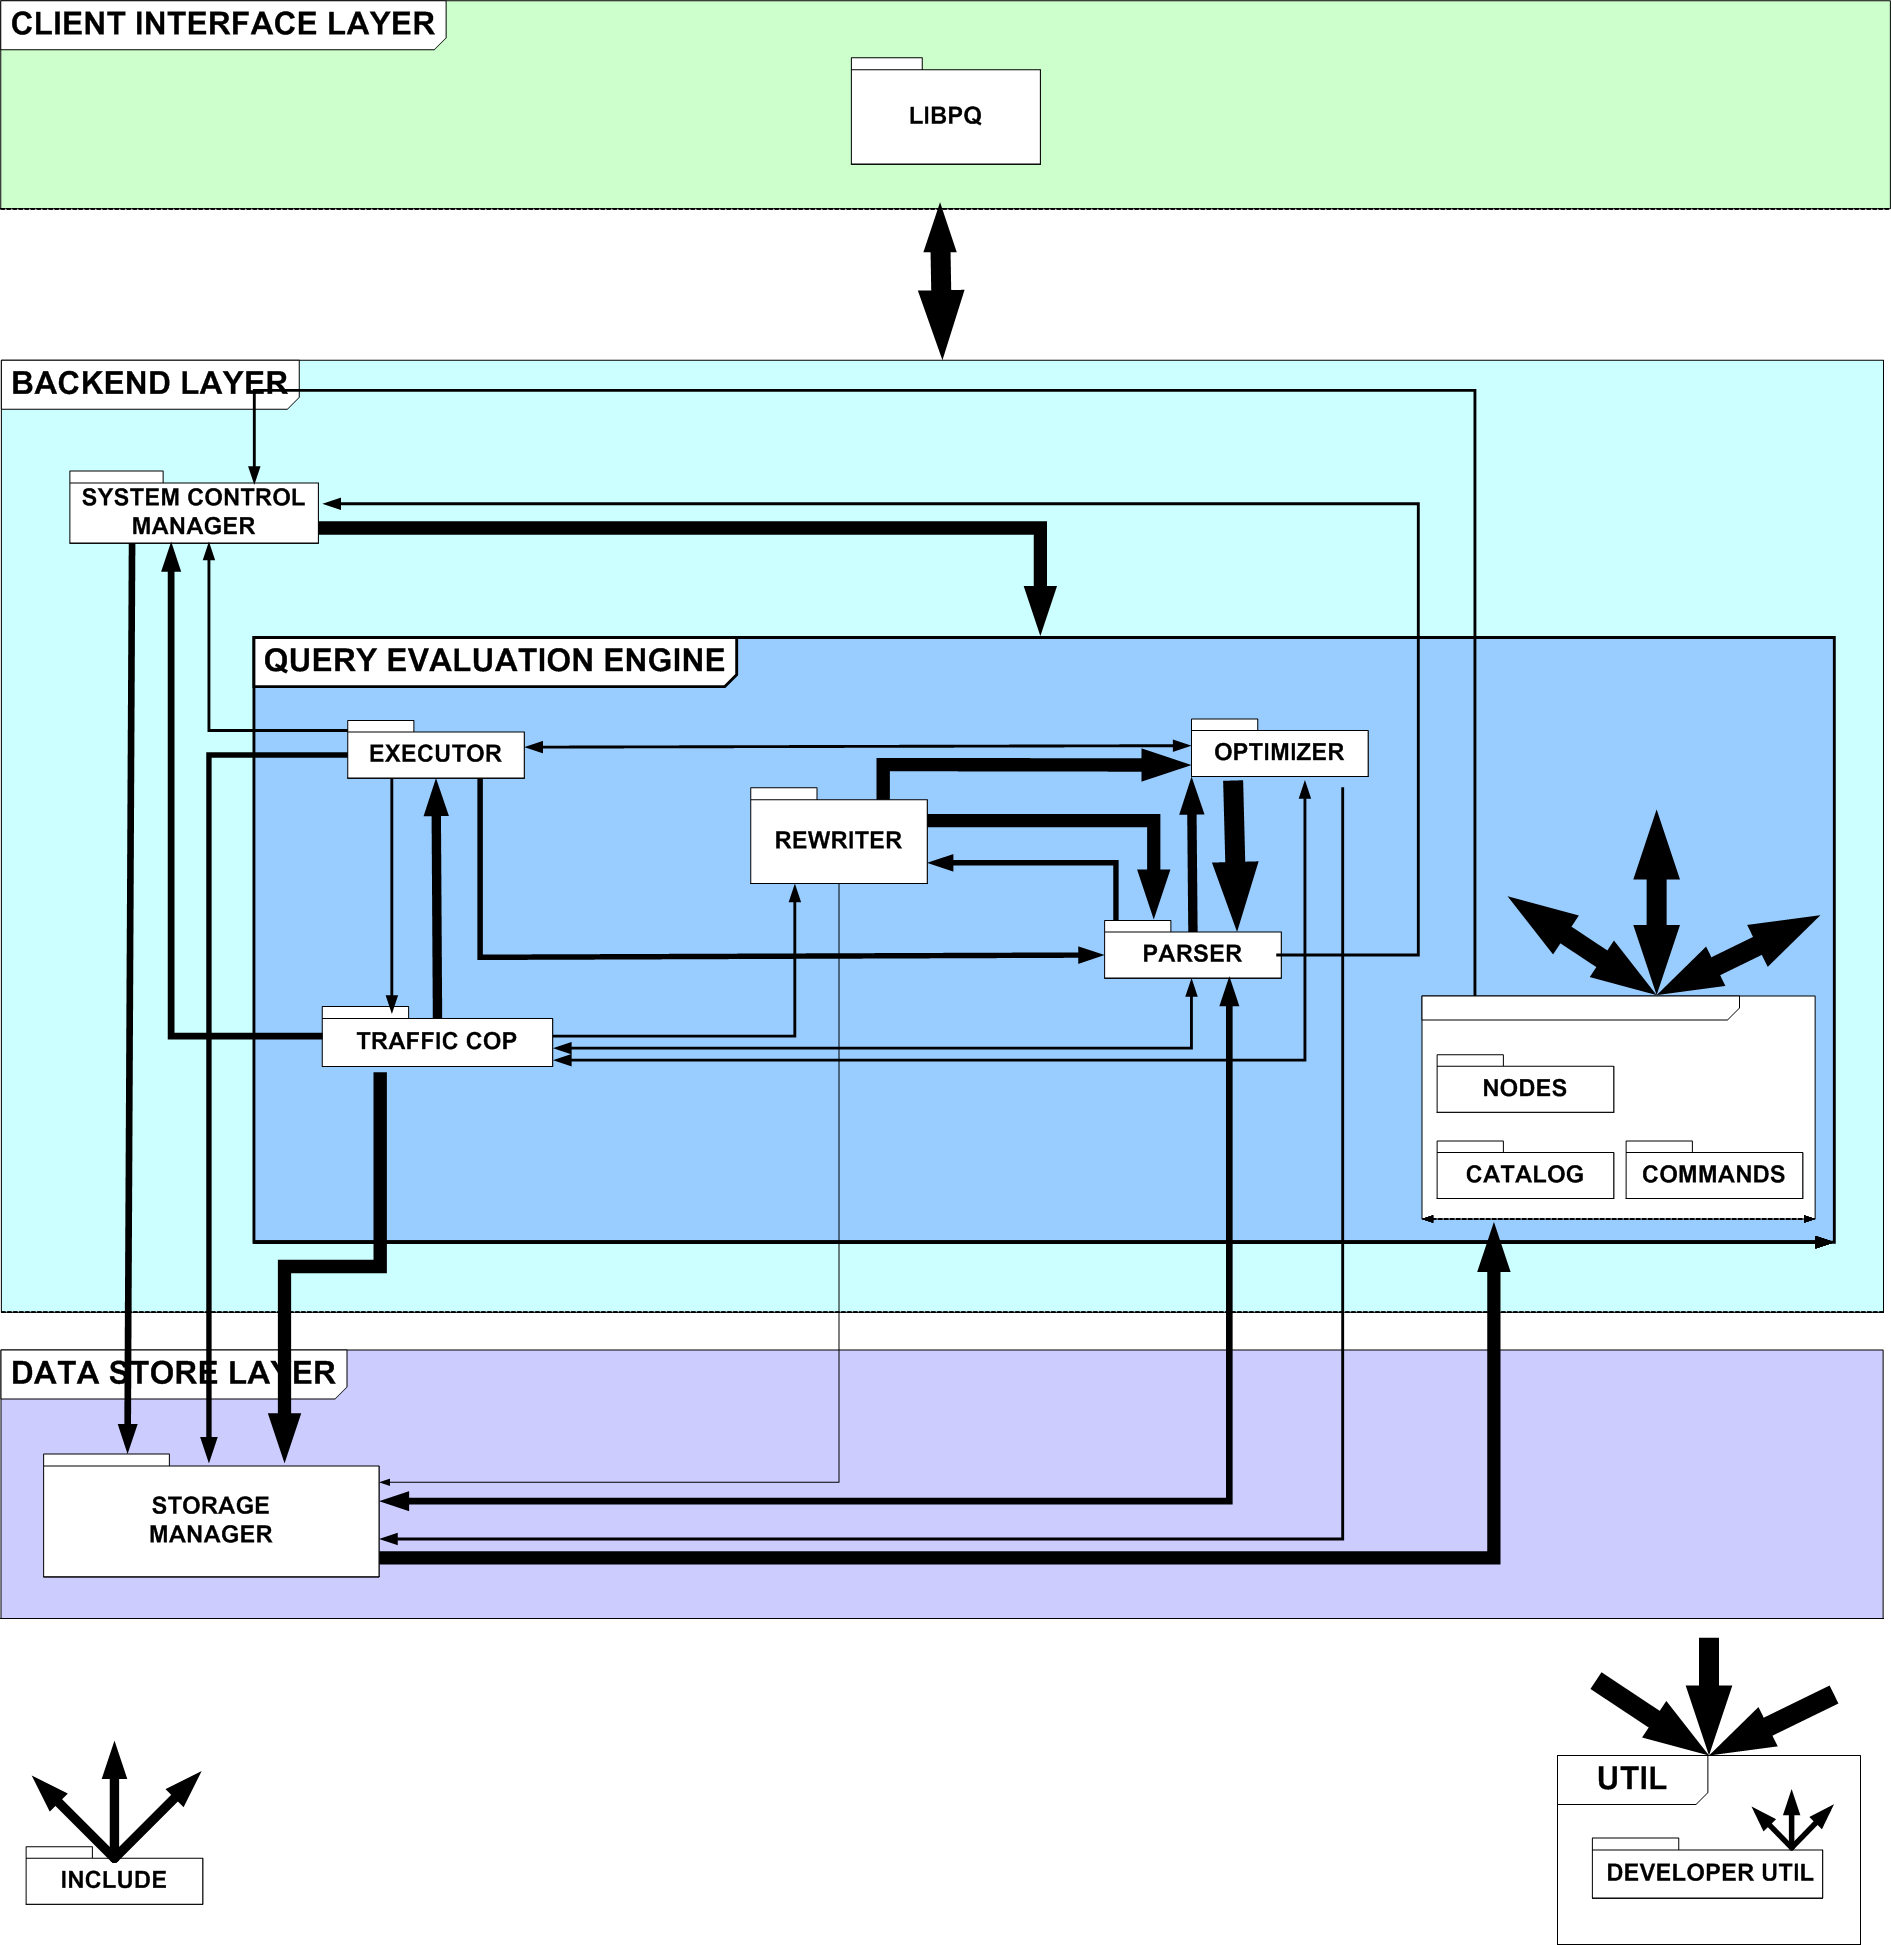 CLIENT INTERFACE LAYER
LIBPQ
BACKEND LAYER
SYSTEM CONTROL
MANAGER
QUERY EVALUATION ENGINE
EXECUTOR
OPTIMIZER
REWRITER
PARSER
TRAFFIC COP
NODES
CATALOG
COMMANDS
DATA STORE LAYER
STORAGE
MANAGER
UTIL
INCLUDE
DEVELOPER UTIL